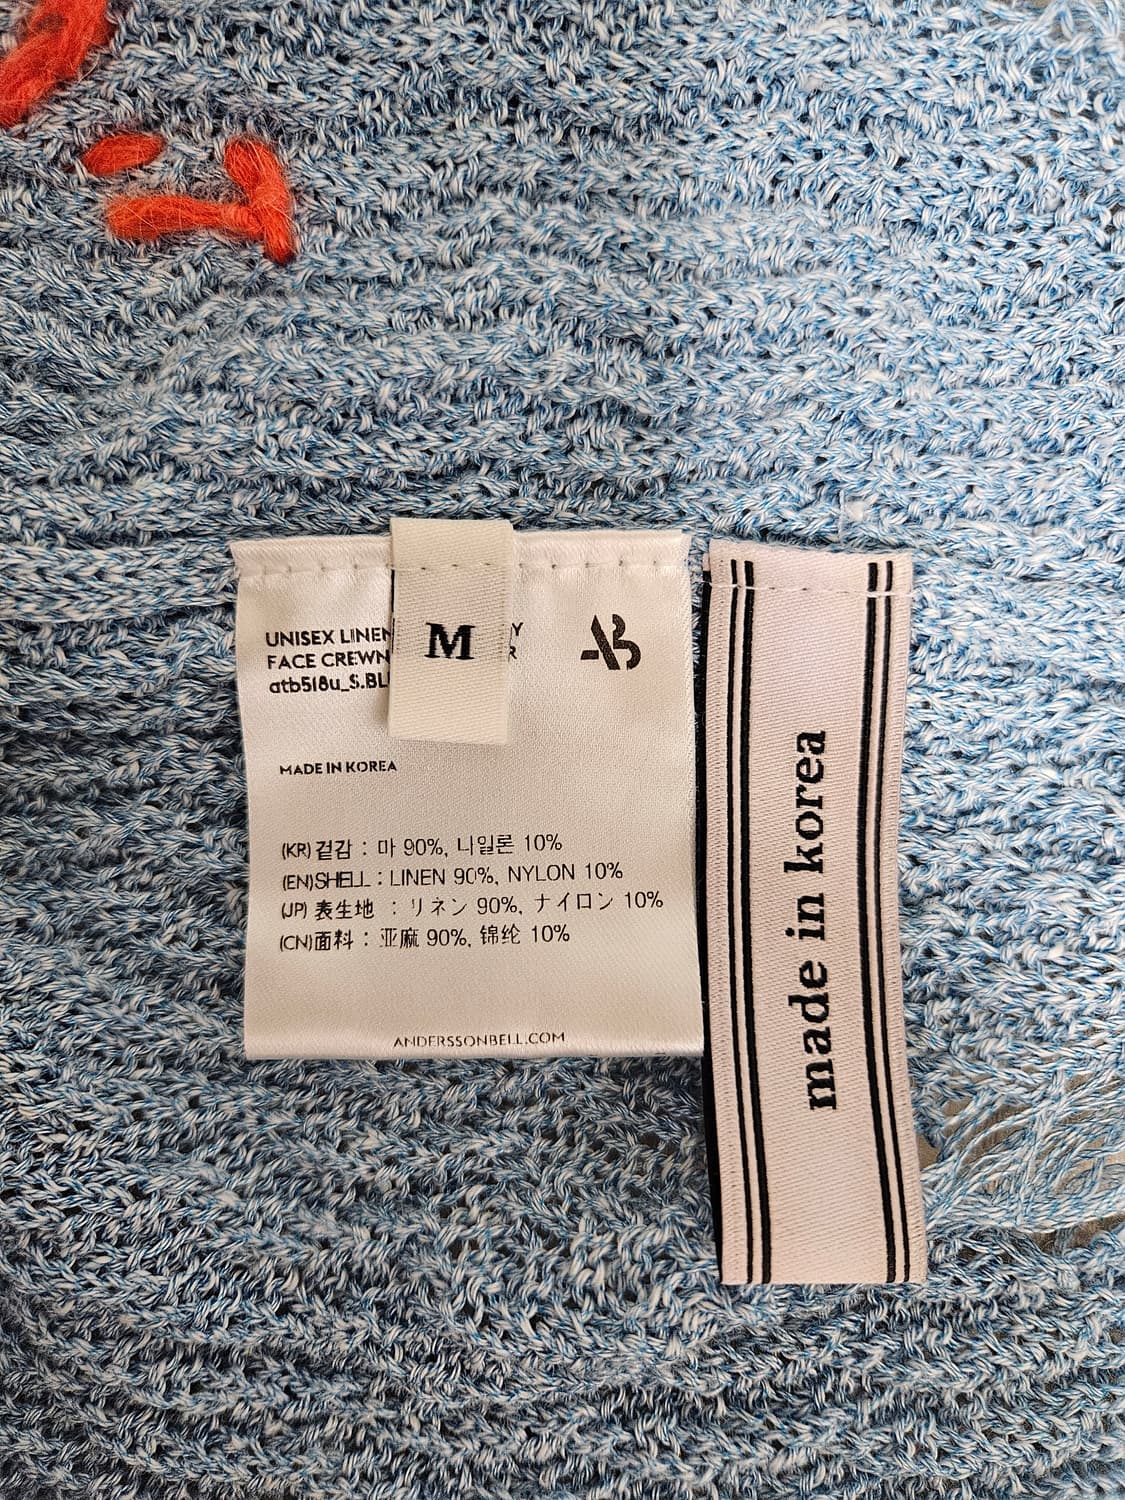 UNISEX LINEN
FACE CREWN
atb518u_S.BL
M
AB
MADE IN KOREA
(KR) 겉감 : 마 90%, 나일론 10%
(EN) SHELL : LINEN 90%, NYLON 10%
(JP) 表生地 : リネン 90%, ナイロン 10%
(CN) 面料 : 亚麻 90%, 锦纶 10%
ANDERSSONBELL.COM
made in korea